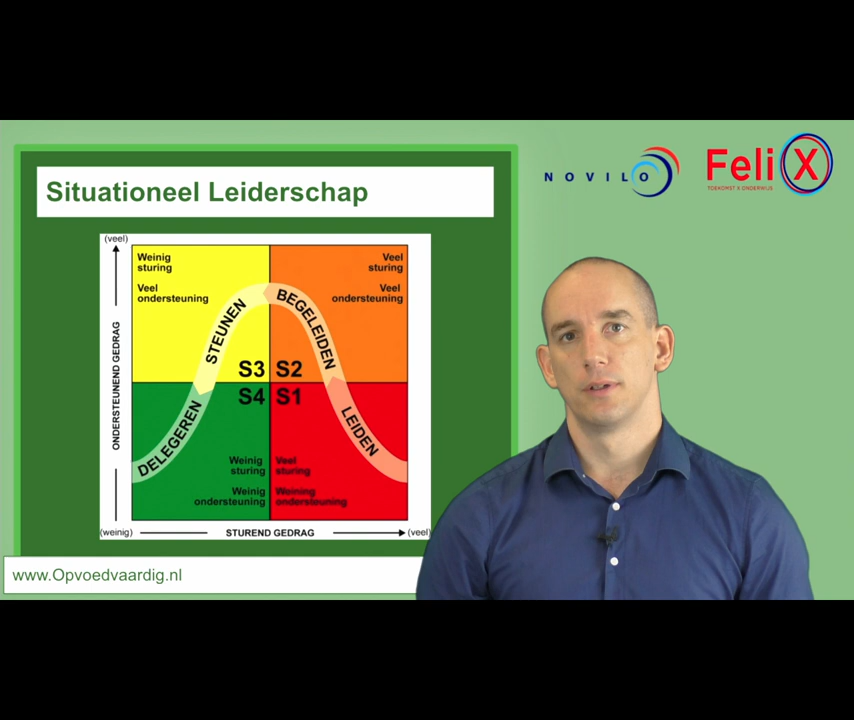 NOVILO
FeliX
TOEKOMST X ONDERWIJS
Situationeel Leiderschap
(veel)
Weinig
sturing
Veel
ondersteuning
Veel
sturing
Veel
ondersteuning
STEUNEN
BEGELEIDEN
S3
S2
S4
S1
DELEGEREN
LEIDEN
Weinig
sturing
Weinig
ondersteuning
Veel
sturing
Weining
ondersteuning
ONDERSTEUNEND GEDRAG
(weinig)
STUREND GEDRAG
(veel)
www.Opvoedvaardig.nl